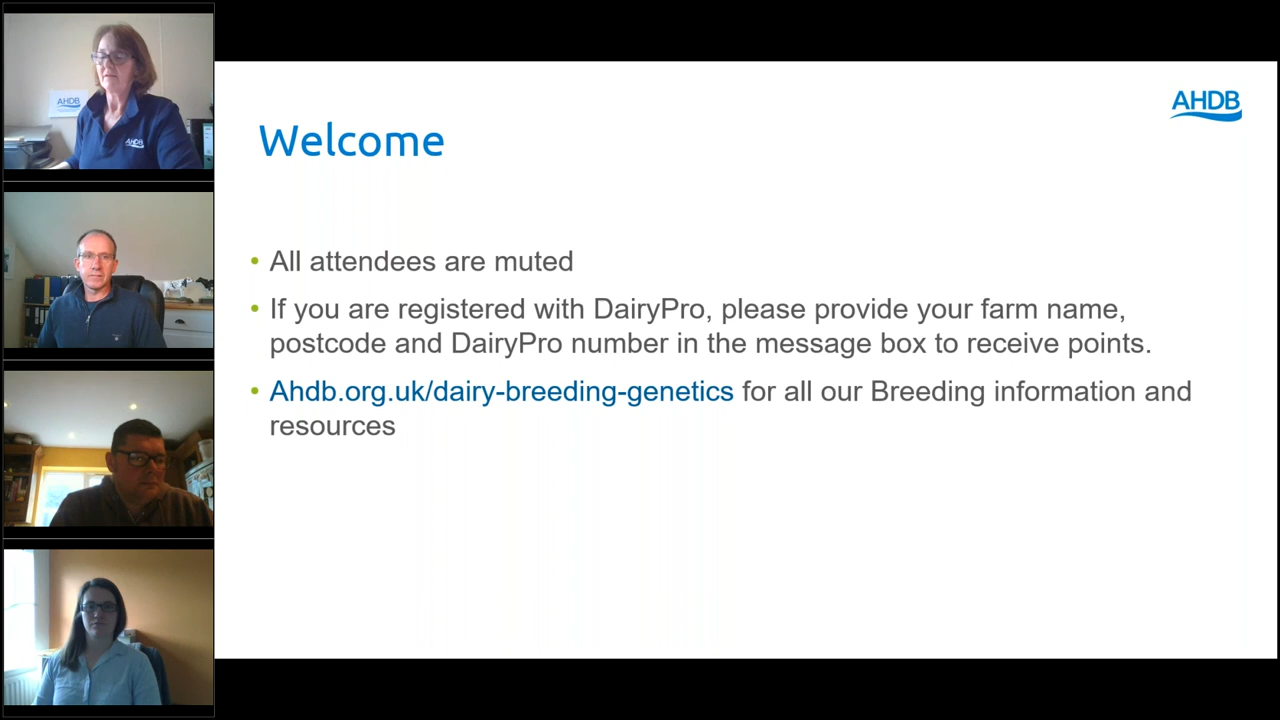 AHDB
AHDB
AHDB
Welcome
• All attendees are muted
• If you are registered with DairyPro, please provide your farm name,
postcode and DairyPro number in the message box to receive points.
• Ahdb.org.uk/dairy-breeding-genetics for all our Breeding information and
resources